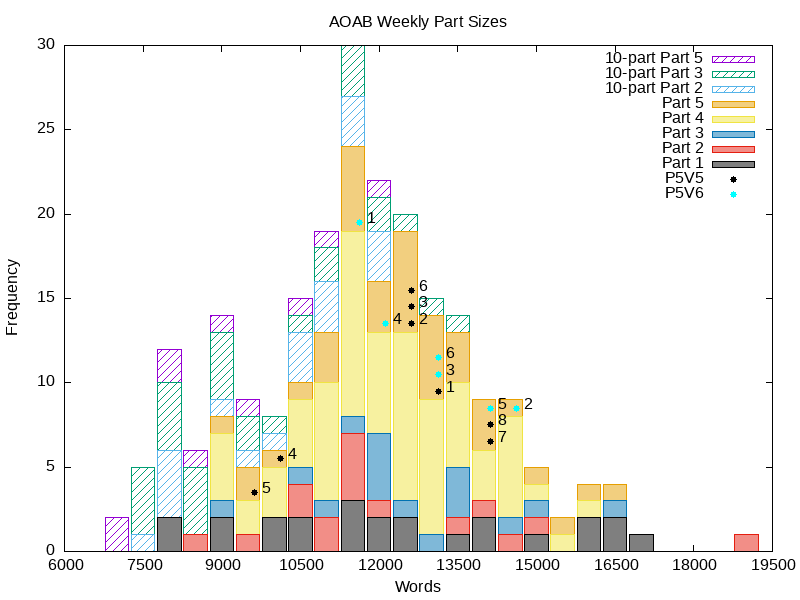 AOAB Weekly Part Sizes
30
25
20
15
10
5
0
Frequency
10-part Part 5
10-part Part 3
10-part Part 2
Part 5
Part 4
Part 3
Part 2
Part 1
P5V5
P5V6
1
6
3
4 2
6
3
1
5 2
8
7
4
5
6000 7500 9000 10500 12000 13500 15000 16500 18000 19500
Words